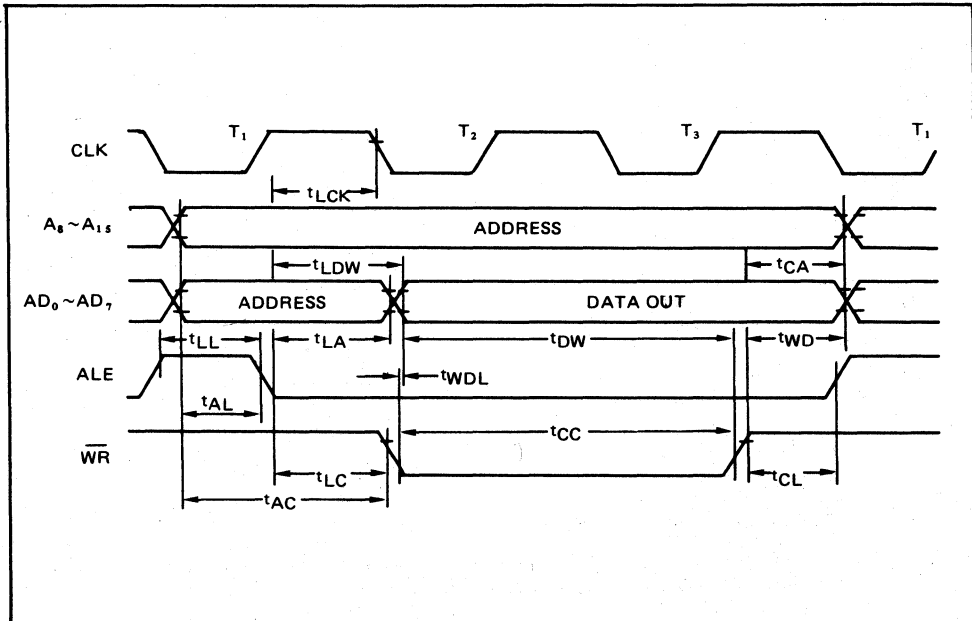 T₁ T₂ T₃ T₁
CLK
tLCK
A₈~A₁₅ ADDRESS
tLDW tCA
AD₀~AD₇ ADDRESS DATA OUT
tLL tLA tDW tWD
ALE tWDL
tAL
tCC
WR
tLC tCL
tAC